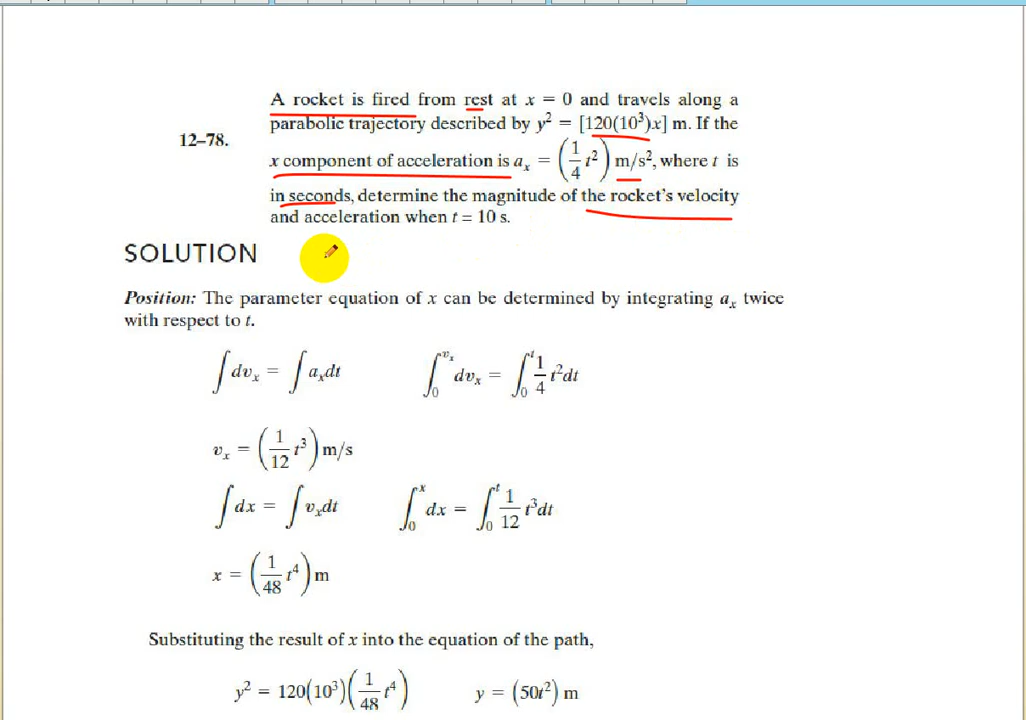 A rocket is fired from rest at x = 0 and travels along a
parabolic trajectory described by y² = [120(10³)x] m. If the
12–78.
x component of acceleration is aₓ = (1/4 t²) m/s², where t is
in seconds, determine the magnitude of the rocket's velocity
and acceleration when t = 10 s.
SOLUTION
Position: The parameter equation of x can be determined by integrating aₓ twice
with respect to t.
∫dvₓ = ∫aₓdt ∫₀^vₓ dvₓ = ∫₀^t 1/4 t²dt
vₓ = (1/12 t³) m/s
∫dx = ∫vₓdt ∫₀^x dx = ∫₀^t 1/12 t³dt
x = (1/48 t⁴) m
Substituting the result of x into the equation of the path,
y² = 120(10³)(1/48 t⁴) y = (50t²) m